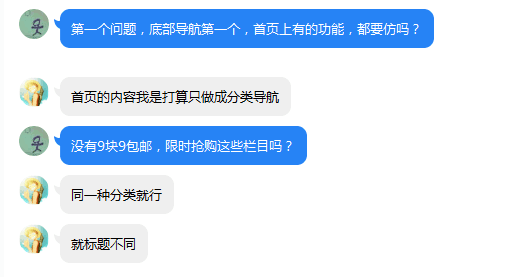 第一个问题，底部导航第一个，首页上有的功能，都要仿吗？
首页的内容我是打算只做成分类导航
没有9块9包邮，限时抢购这些栏目吗？
同一种分类就行
就标题不同